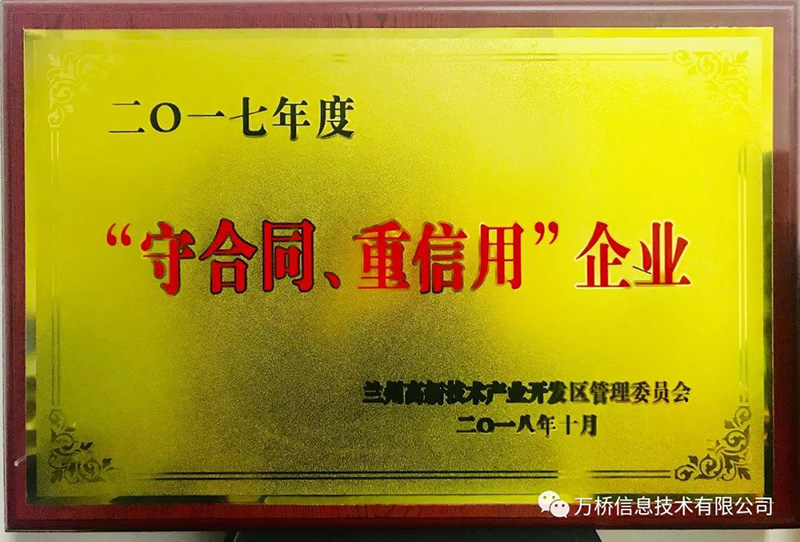 二〇一七年度
“守合同、重信用”企业
兰州高新技术产业开发区管理委员会
二〇一八年十月
万桥信息技术有限公司